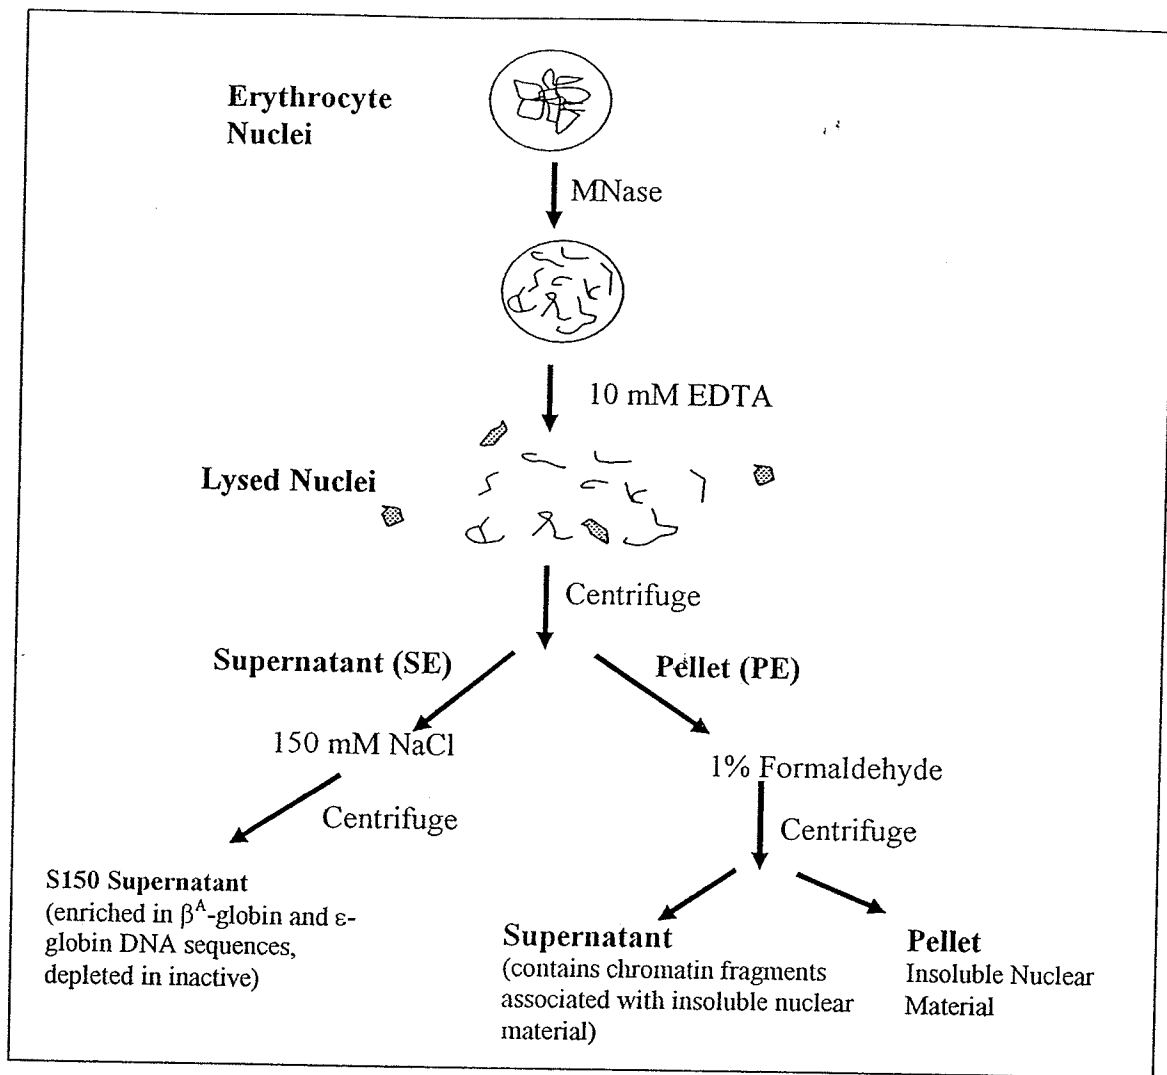 Erythrocyte
Nuclei
MNase
10 mM EDTA
Lysed Nuclei
Centrifuge
Supernatant (SE)
Pellet (PE)
150 mM NaCl
1% Formaldehyde
Centrifuge
Centrifuge
S150 Supernatant
(enriched in βᴬ-globin and ε-
globin DNA sequences,
depleted in inactive)
Supernatant
(contains chromatin fragments
associated with insoluble nuclear
material)
Pellet
Insoluble Nuclear
Material